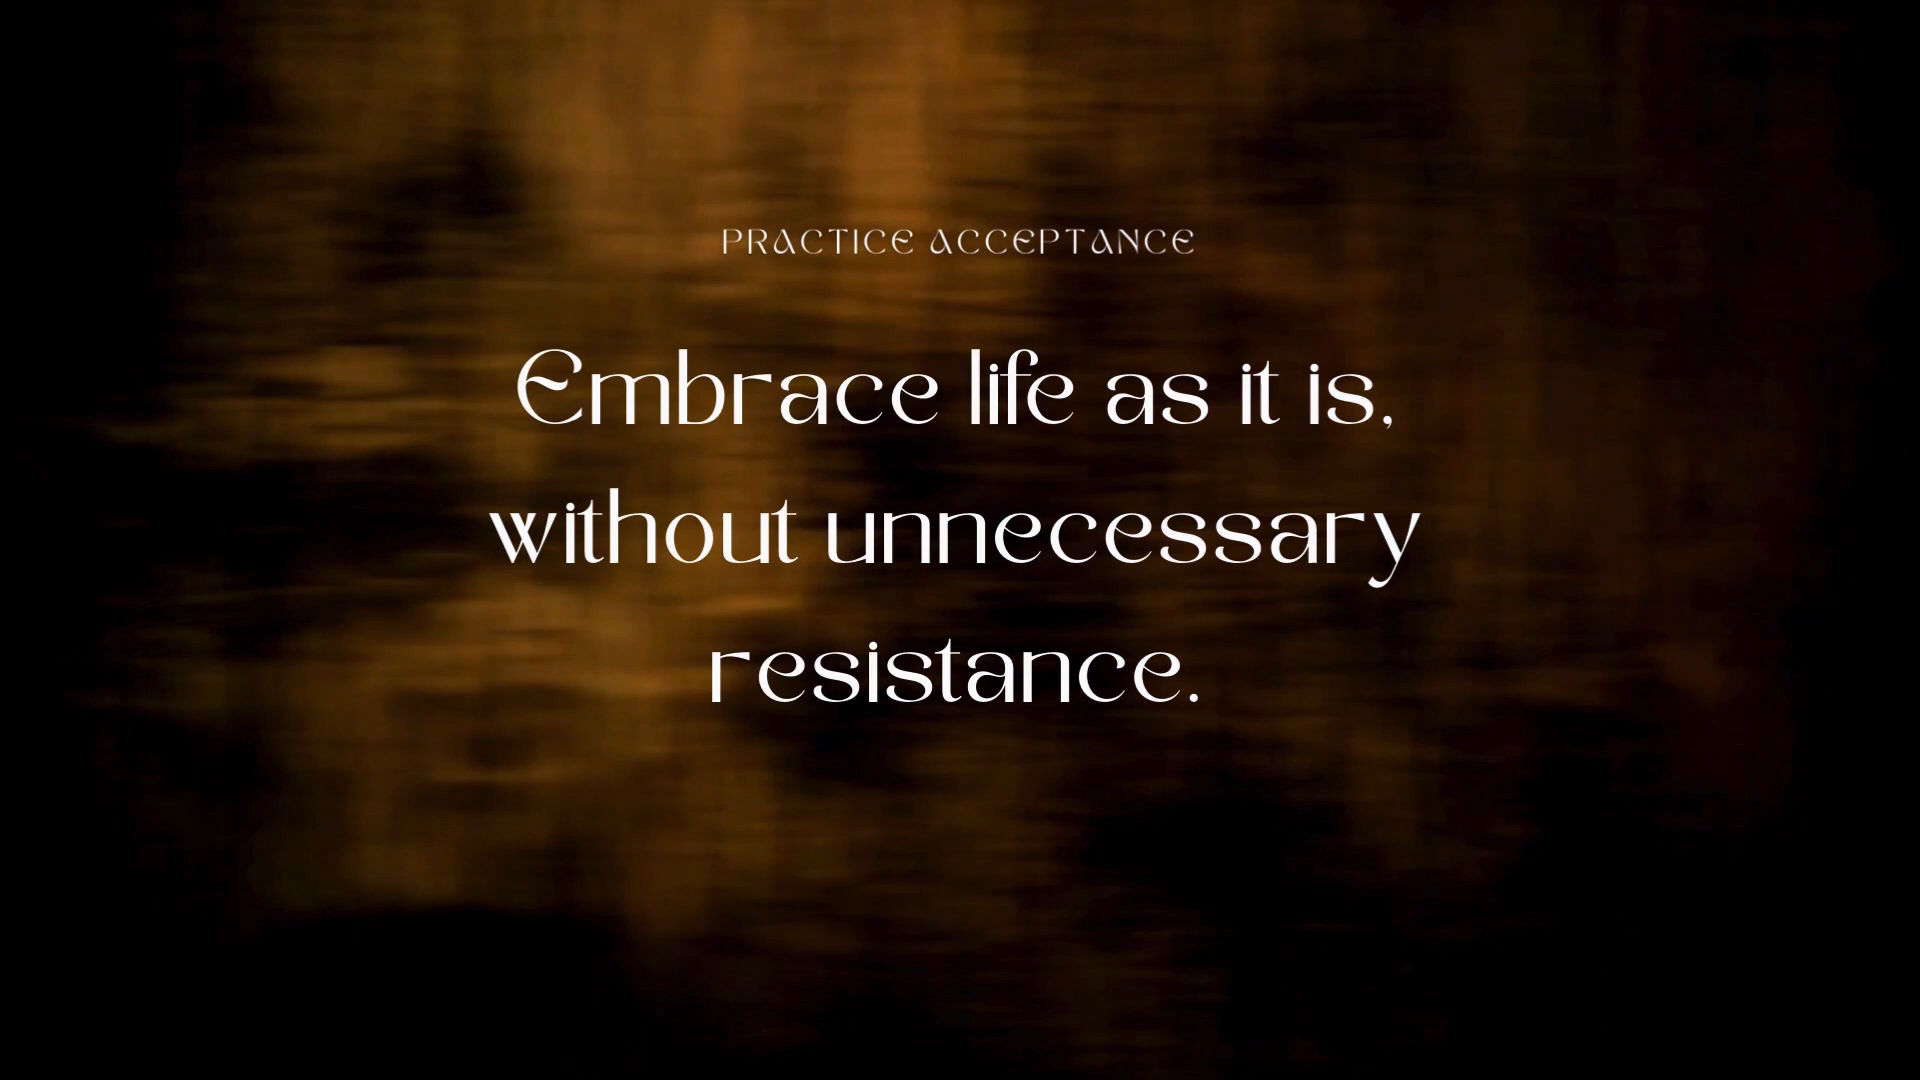 PRACTICE ACCEPTANCE
Embrace life as it is,
without unnecessary
resistance.